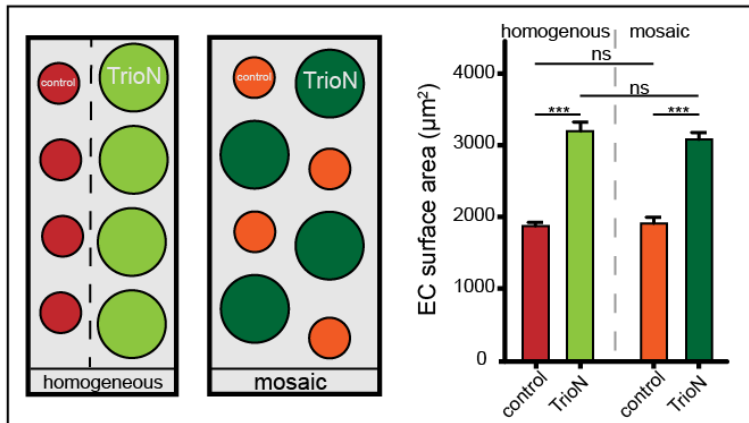 control
TrioN
homogeneous
control
TrioN
mosaic
homogenous
mosaic
ns
ns
***
***
EC surface area (µm²)
4000
3000
2000
1000
0
control
TrioN
control
TrioN